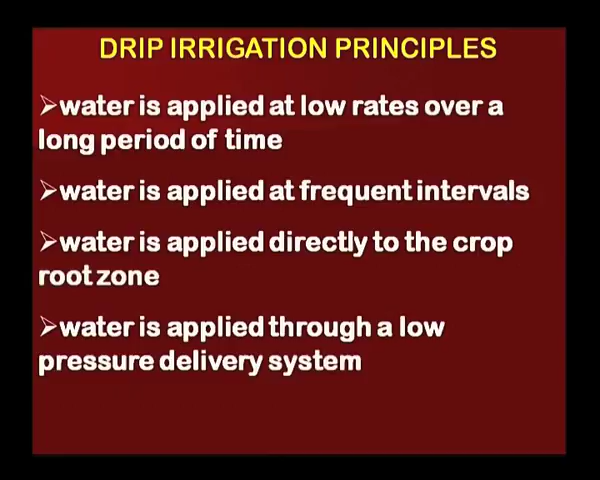 DRIP IRRIGATION PRINCIPLES
➢water is applied at low rates over a
long period of time
➢water is applied at frequent intervals
➢water is applied directly to the crop
root zone
➢water is applied through a low
pressure delivery system